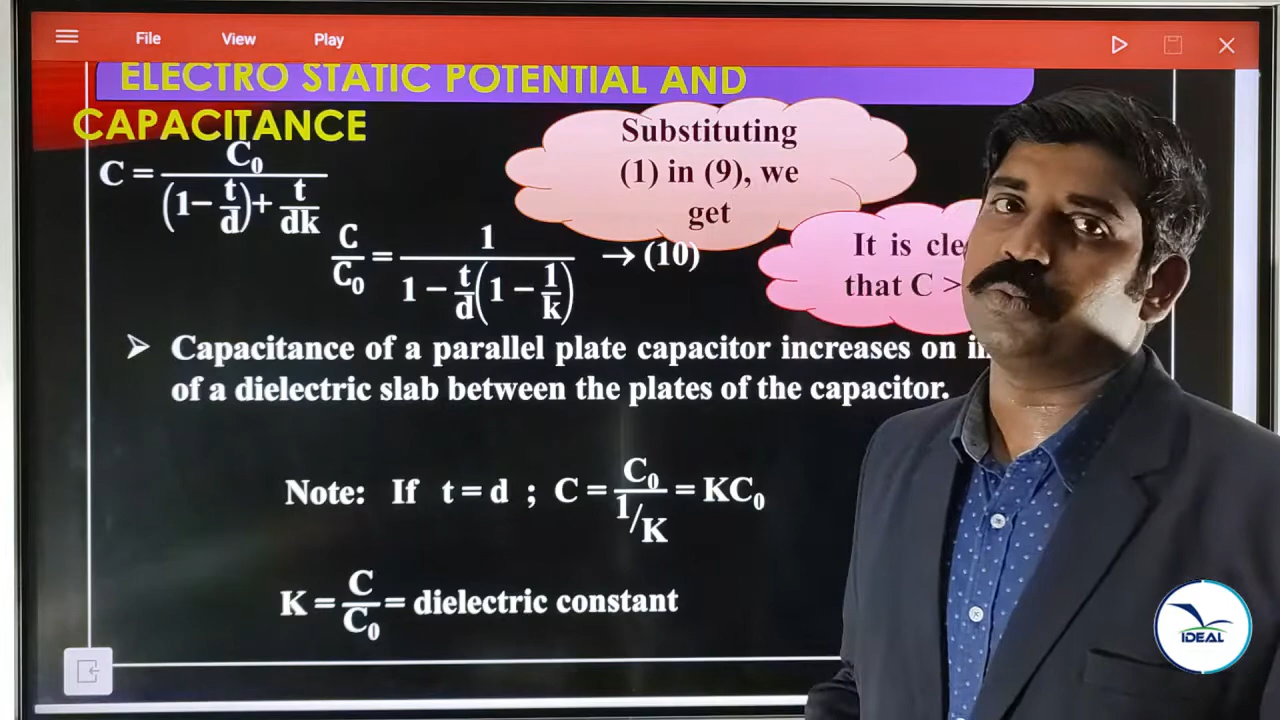 File View Play
ELECTRO STATIC POTENTIAL AND
CAPACITANCE
C = C₀ / ((1- t/d)+ t/dk)
Substituting
(1) in (9), we
get
C/C₀ = 1 / (1 - t/d(1 - 1/k)) → (10)
It is
that C >
➤ Capacitance of a parallel plate capacitor increases on
of a dielectric slab between the plates of the capacitor.
Note: If t = d ; C = C₀ / 1/K = KC₀
K = C/C₀ = dielectric constant
IDEAL